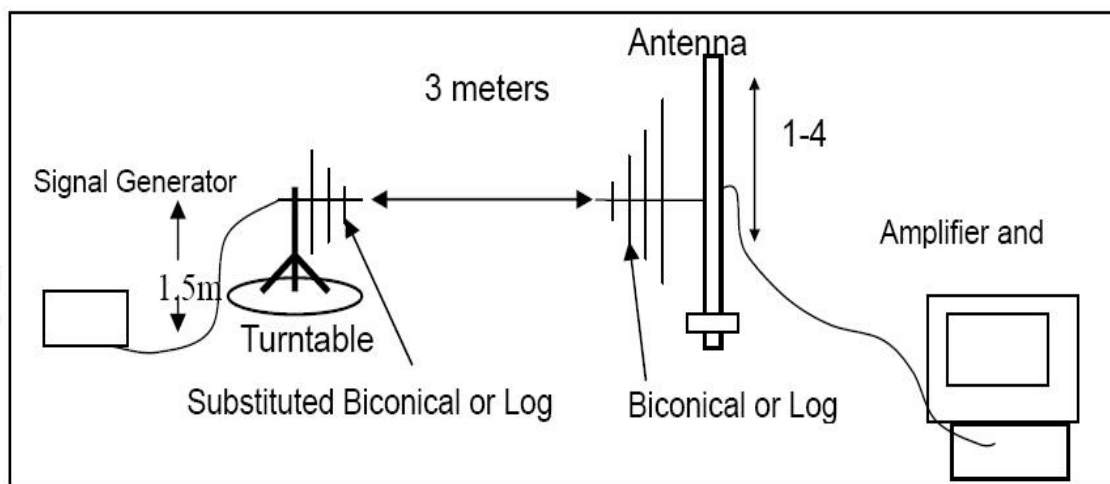 Antenna
3 meters
1-4
Signal Generator
Amplifier and
1.5m
Turntable
Substituted Biconical or Log
Biconical or Log